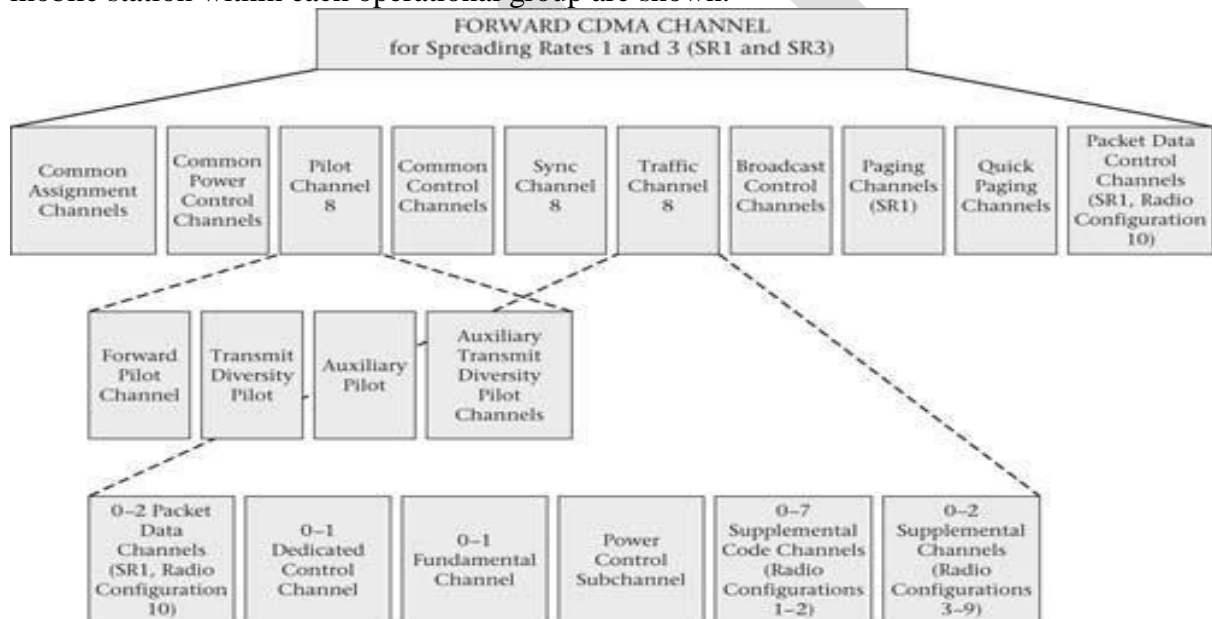 mobile station within each operational group are shown.
FORWARD CDMA CHANNEL
for Spreading Rates 1 and 3 (SR1 and SR3)
Common
Assignment
Channels
Common
Power
Control
Channels
Pilot
Channel
8
Common
Control
Channels
Sync
Channel
8
Traffic
Channel
8
Broadcast
Control
Channels
Paging
Channels
(SR1)
Quick
Paging
Channels
Packet Data
Control
Channels
(SR1, Radio
Configuration
10)
Forward
Pilot
Channel
Transmit
Diversity
Pilot
Auxiliary
Pilot
Auxiliary
Transmit
Diversity
Pilot
Channels
0–2 Packet
Data
Channels
(SR1, Radio
Configuration
10)
0–1
Dedicated
Control
Channel
0–1
Fundamental
Channel
Power
Control
Subchannel
0–7
Supplemental
Code Channels
(Radio
Configurations
1–2)
0–2
Supplemental
Channels
(Radio
Configurations
3–9)